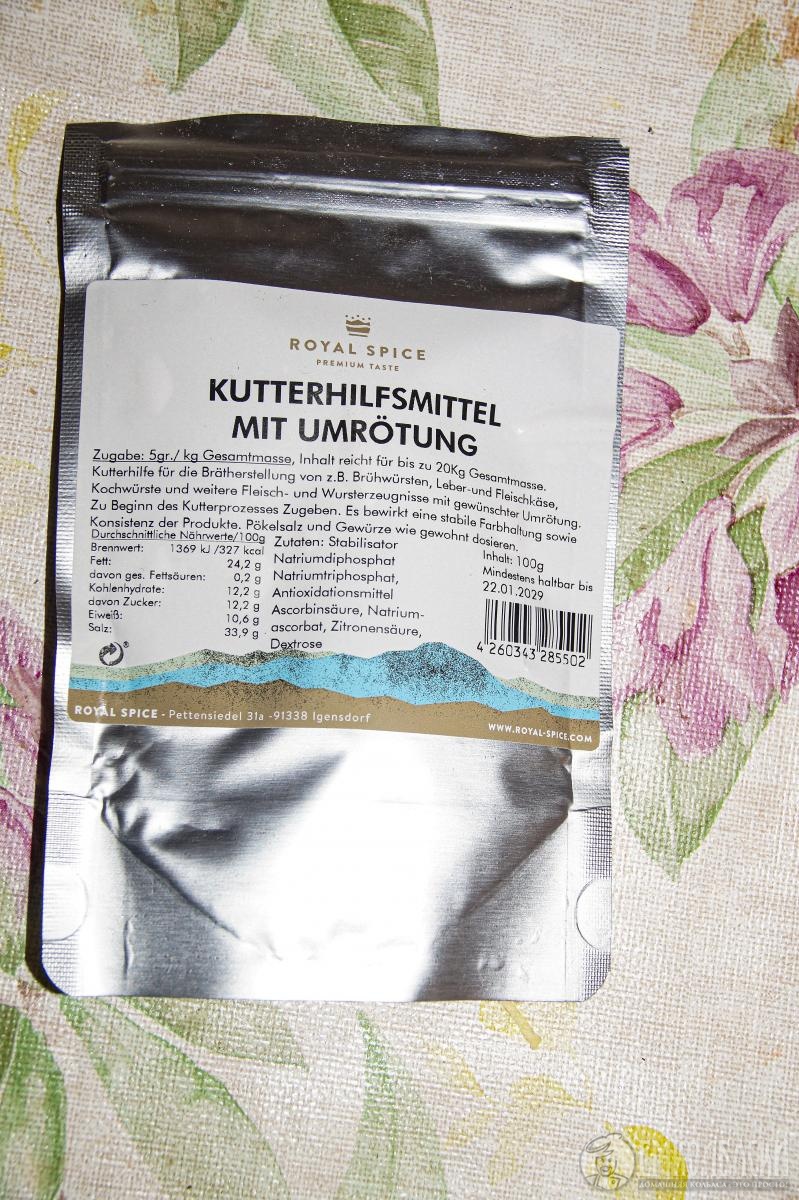 ROYAL SPICE
PREMIUM TASTE
KUTTERHILFSMITTEL
MIT UMRÖTUNG
Zugabe: 5gr./ kg Gesamtmasse, Inhalt reicht für bis zu 20Kg Gesamtmasse.
Kutterhilfe für die Brätherstellung von z.B. Brühwürsten, Leber-und Fleischkäse,
Kochwürste und weitere Fleisch- und Wursterzeugnisse mit gewünschter Umrötung.
Zu Beginn des Kutterprozesses Zugeben. Es bewirkt eine stabile Farbhaltung sowie
Konsistenz der Produkte. Pökelsalz und Gewürze wie gewohnt dosieren.
Durchschnittliche Nährwerte/100g
Brennwert: 1369 kJ /327 kcal
Fett: 24,2 g
davon ges. Fettsäuren: 0,2 g
Kohlenhydrate: 12,2 g
davon Zucker: 12,2 g
Eiweiß: 10,6 g
Salz: 33,9 g
Zutaten: Stabilisator
Natriumdiphosphat
Natriumtriphosphat,
Antioxidationsmittel
Ascorbinsäure, Natrium-
ascorbat, Zitronensäure,
Dextrose
Inhalt: 100g
Mindestens haltbar bis
22.01.2029
4 260343 285502
ROYAL SPICE - Pettensiedel 31a -91338 Igensdorf
WWW.ROYAL-SPICE.COM